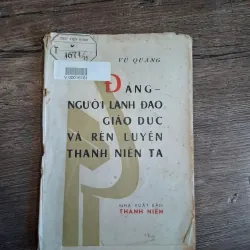 VŨ QUANG
ĐẢNG –
NGƯỜI LÃNH ĐẠO,
GIÁO DỤC
VÀ RÈN LUYỆN
THANH NIÊN TA
NHÀ XUẤT BẢN
THANH NIÊN